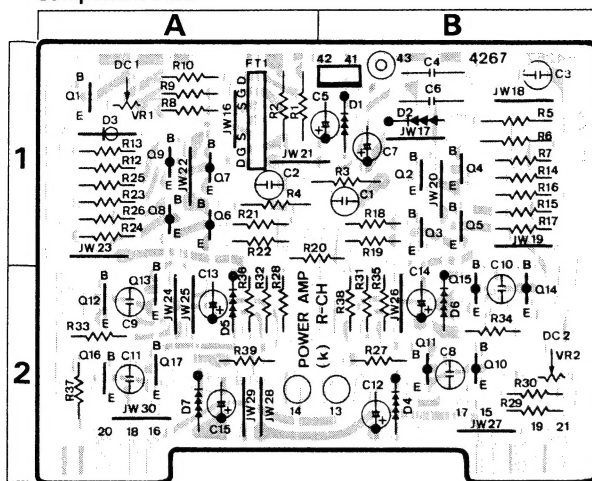 A B
1
2
DC1 R10 FT1 42 41 43 C4 4267 C3
B Q1 E VR1 R9 R8 D G S JW16 S G D R2 R1 C5 D1 C6 JW18
D3 D2 JW17 R5
R13 B Q9 E B Q7 E JW21 C7 R6
R12 JW22 C2 R3 B Q2 E JW20 B Q4 E R7
R25 R4 C1 R14
R23 R16
R26 Q8 B E Q6 B E R21 R18 B Q3 E B Q5 E R15
R24 R22 R19 R17
JW23 R20 JW19
B Q12 E Q13 B E C9 JW24 JW25 C13 D5 R36 R32 R28 POWER AMP R38 R31 R35 JW26 C14 D6 Q15 B E C10 B Q14 E
R33 (k) R-CH R34
R39 R27 Q11 B E DC2
Q16 B E C11 B Q17 E C8 B Q10 E VR2
R37 R30
D7 C15 JW29 JW28 C12 D4 R29
JW30 14 13 17 15
20 18 16 JW27 19 21